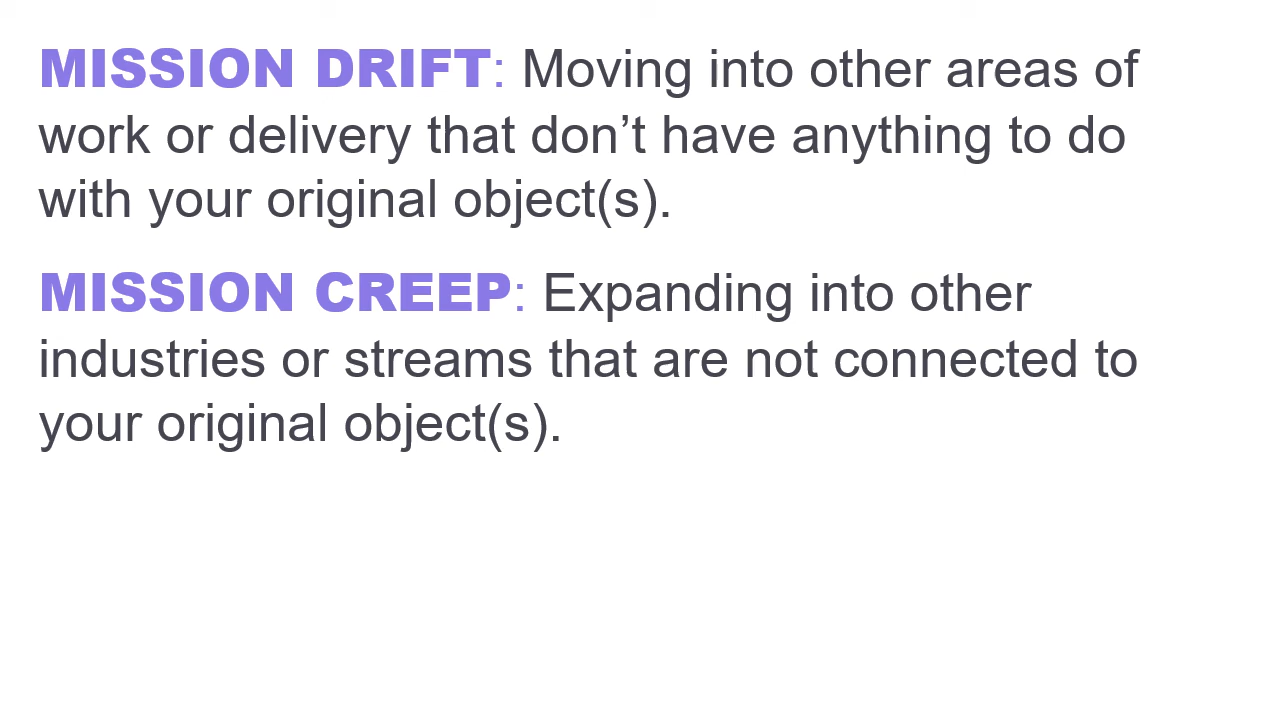 MISSION DRIFT: Moving into other areas of
work or delivery that don’t have anything to do
with your original object(s).
MISSION CREEP: Expanding into other
industries or streams that are not connected to
your original object(s).